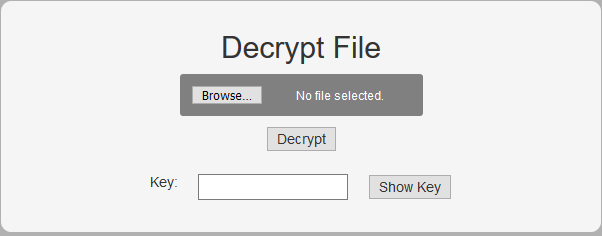 Decrypt File
Browse... No file selected.
Decrypt
Key: Show Key